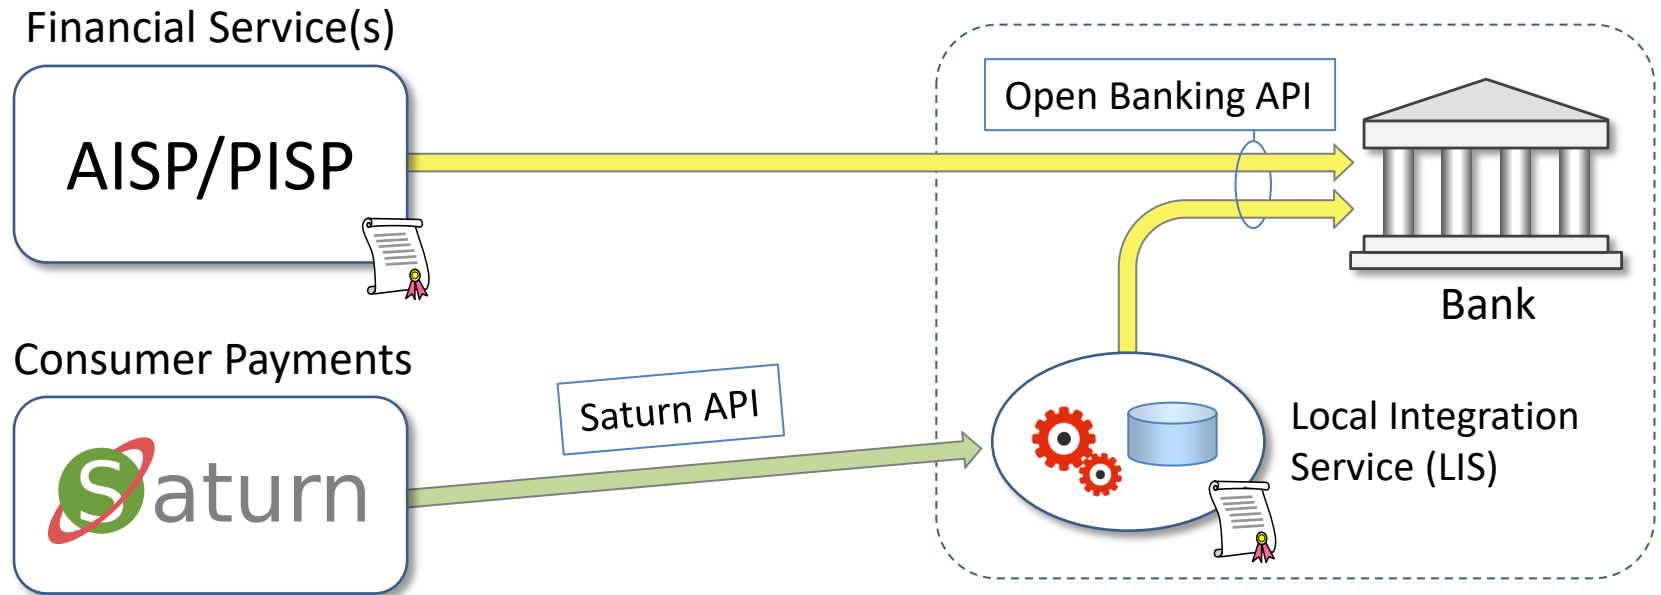 Financial Service(s)
AISP/PISP
Open Banking API
Bank
Consumer Payments
Saturn
Saturn API
Local Integration
Service (LIS)